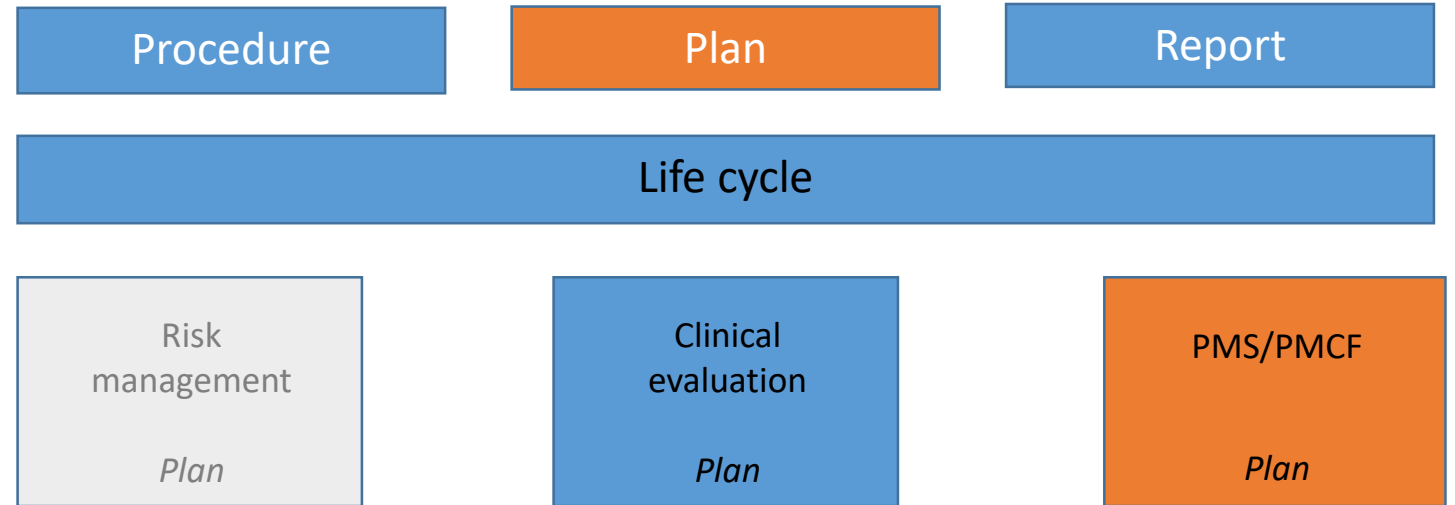 Procedure
Plan
Report
Life cycle
Risk
management
Plan
Clinical
evaluation
Plan
PMS/PMCF
Plan